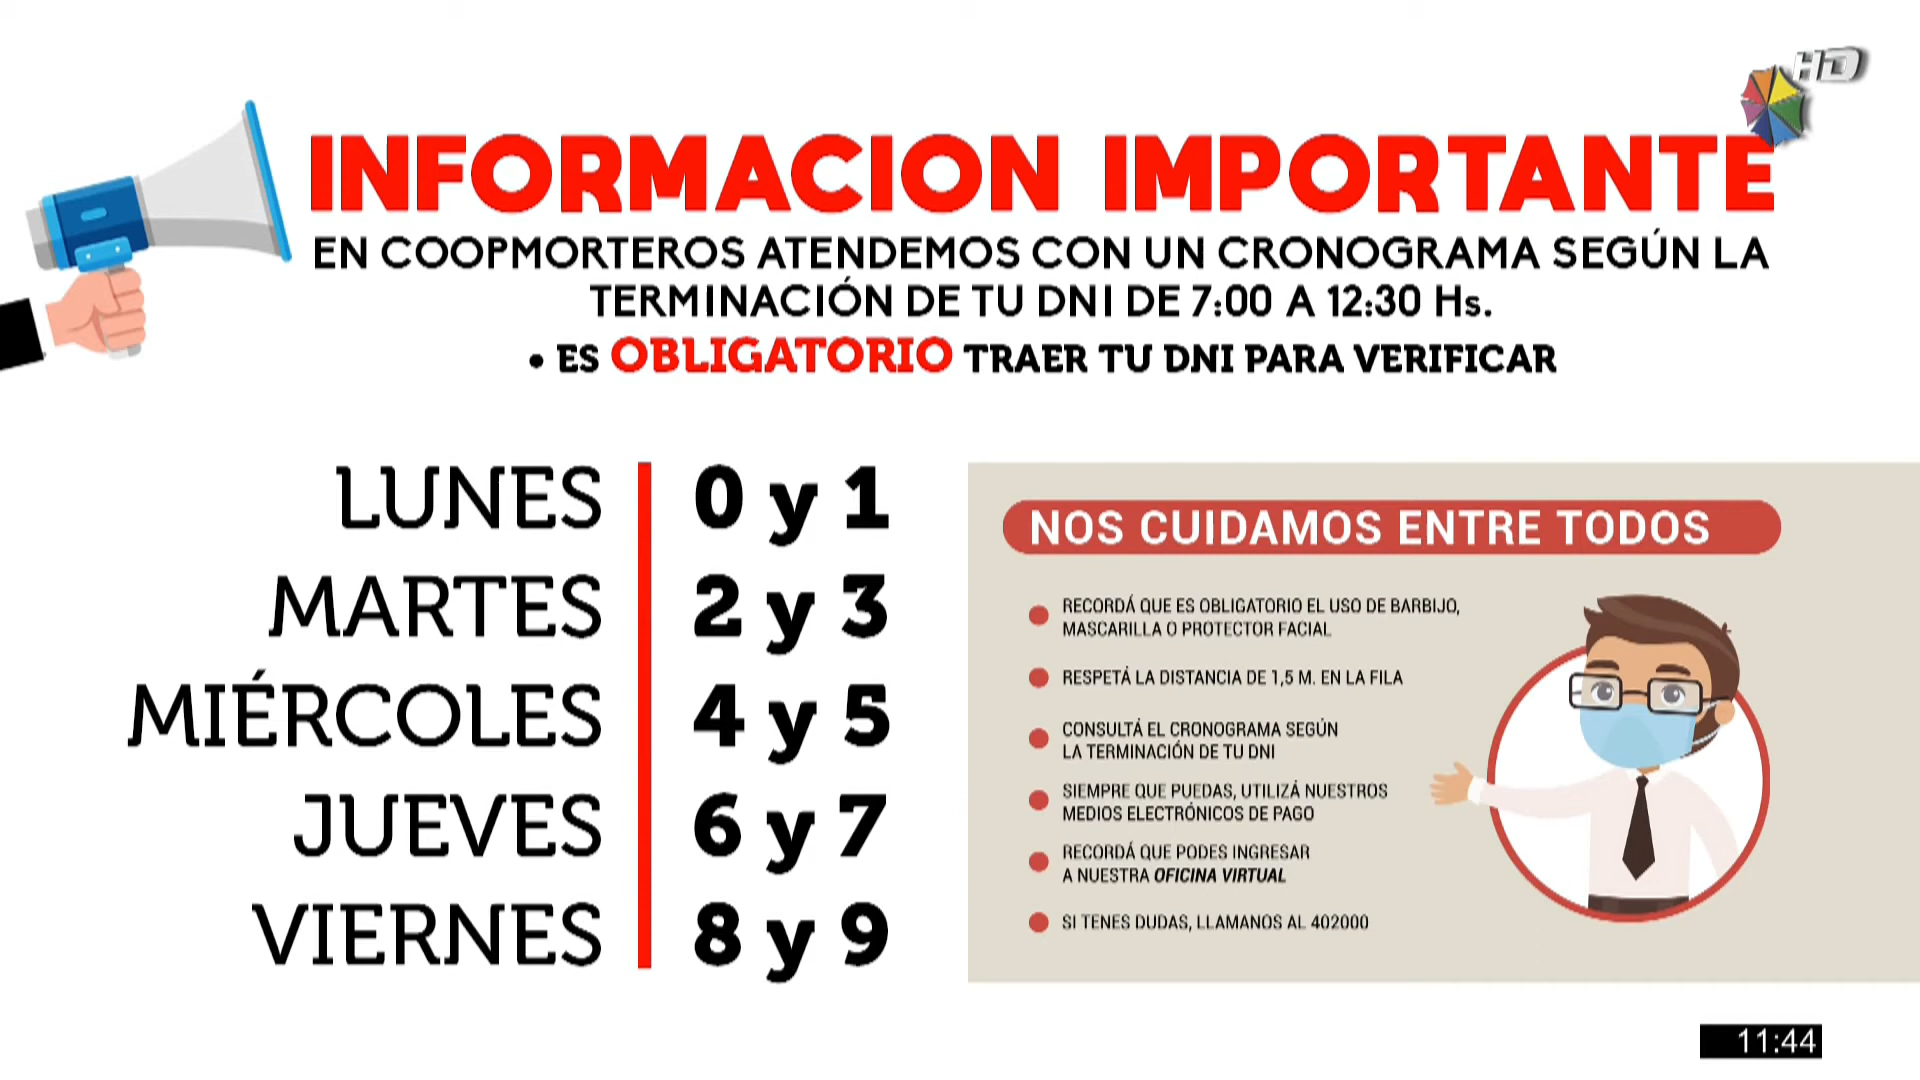 HD
INFORMACION IMPORTANTE
EN COOPMORTEROS ATENDEMOS CON UN CRONOGRAMA SEGÚN LA
TERMINACIÓN DE TU DNI DE 7:00 A 12:30 Hs.
• ES OBLIGATORIO TRAER TU DNI PARA VERIFICAR
LUNES 0 y 1
MARTES 2 y 3
MIÉRCOLES 4 y 5
JUEVES 6 y 7
VIERNES 8 y 9
NOS CUIDAMOS ENTRE TODOS
RECORDÁ QUE ES OBLIGATORIO EL USO DE BARBIJO,
MASCARILLA O PROTECTOR FACIAL
RESPETÁ LA DISTANCIA DE 1,5 M. EN LA FILA
CONSULTÁ EL CRONOGRAMA SEGÚN
LA TERMINACIÓN DE TU DNI
SIEMPRE QUE PUEDAS, UTILIZÁ NUESTROS
MEDIOS ELECTRÓNICOS DE PAGO
RECORDÁ QUE PODES INGRESAR
A NUESTRA OFICINA VIRTUAL
SI TENES DUDAS, LLAMANOS AL 402000
11:44